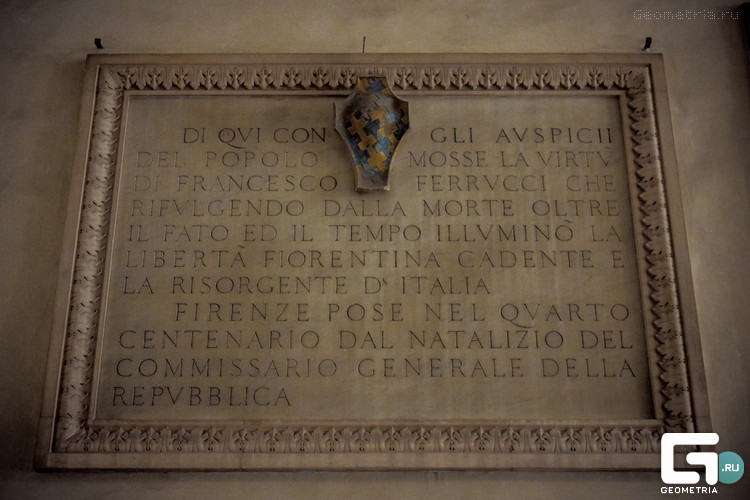 Geometria.ru
DI QVI CON GLI AVSPICII
DEL POPOLO MOSSE LA VIRTV
DI FRANCESCO FERRVCCI CHE
RIFVLGENDO DALLA MORTE OLTRE
IL FATO ED IL TEMPO ILLVMINÒ LA
LIBERTÀ FIORENTINA CADENTE E
LA RISORGENTE D'ITALIA
FIRENZE POSE NEL QVARTO
CENTENARIO DAL NATALIZIO DEL
COMMISSARIO GENERALE DELLA
REPVBBLICA
G
.RU
GEOMETRIA